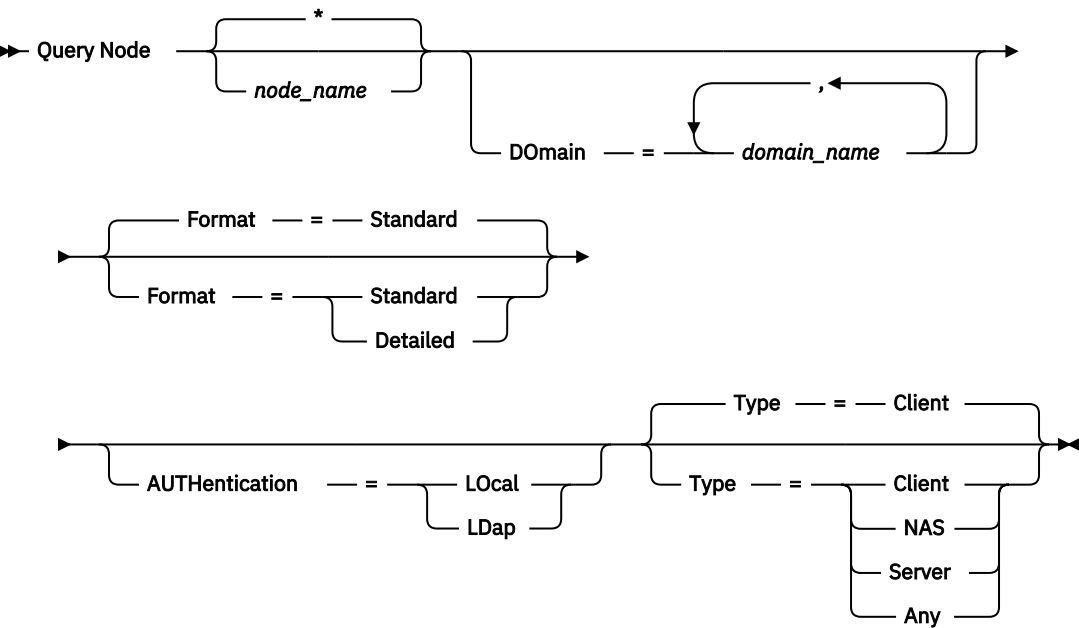 *
Query Node
node_name
,
DOmain = domain_name
Format = Standard
Format = Standard
Detailed
Type = Client
AUTHentication = LOcal
LDap
Type = Client
NAS
Server
Any